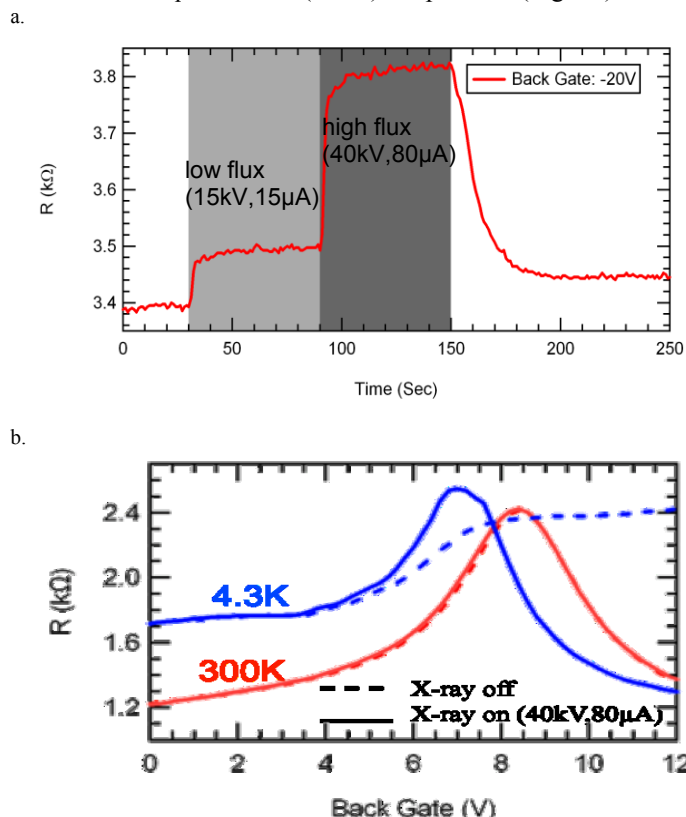 a.
3.8
3.7
3.5
3.4
R (kΩ)
Back Gate: -20V
high flux
(40kV,80µA)
low flux
(15kV,15µA)
0 50 100 150 200 250
Time (Sec)
b.
2.4
2.0
1.6
1.2
R (kΩ)
4.3K
300K
X-ray off
X-ray on (40kV,80µA)
0 2 4 6 8 10 12
Back Gate (V)